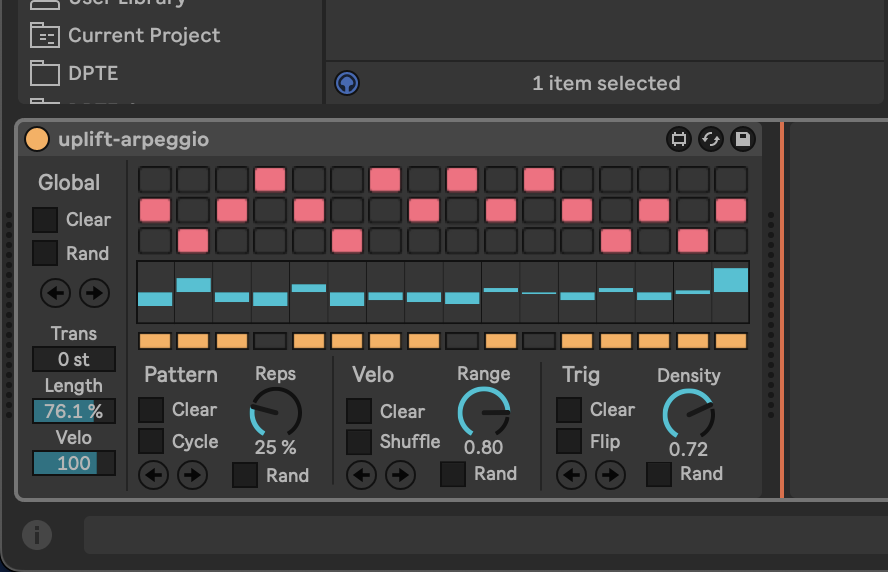 User Library
Current Project
DPTE
1 item selected
uplift-arpeggio
Global
Clear
Rand
Trans
0 st
Length
76.1 %
Velo
100
Pattern
Reps
Clear
Cycle
25 %
Rand
Velo
Range
Clear
Shuffle
0.80
Rand
Trig
Density
Clear
Flip
0.72
Rand